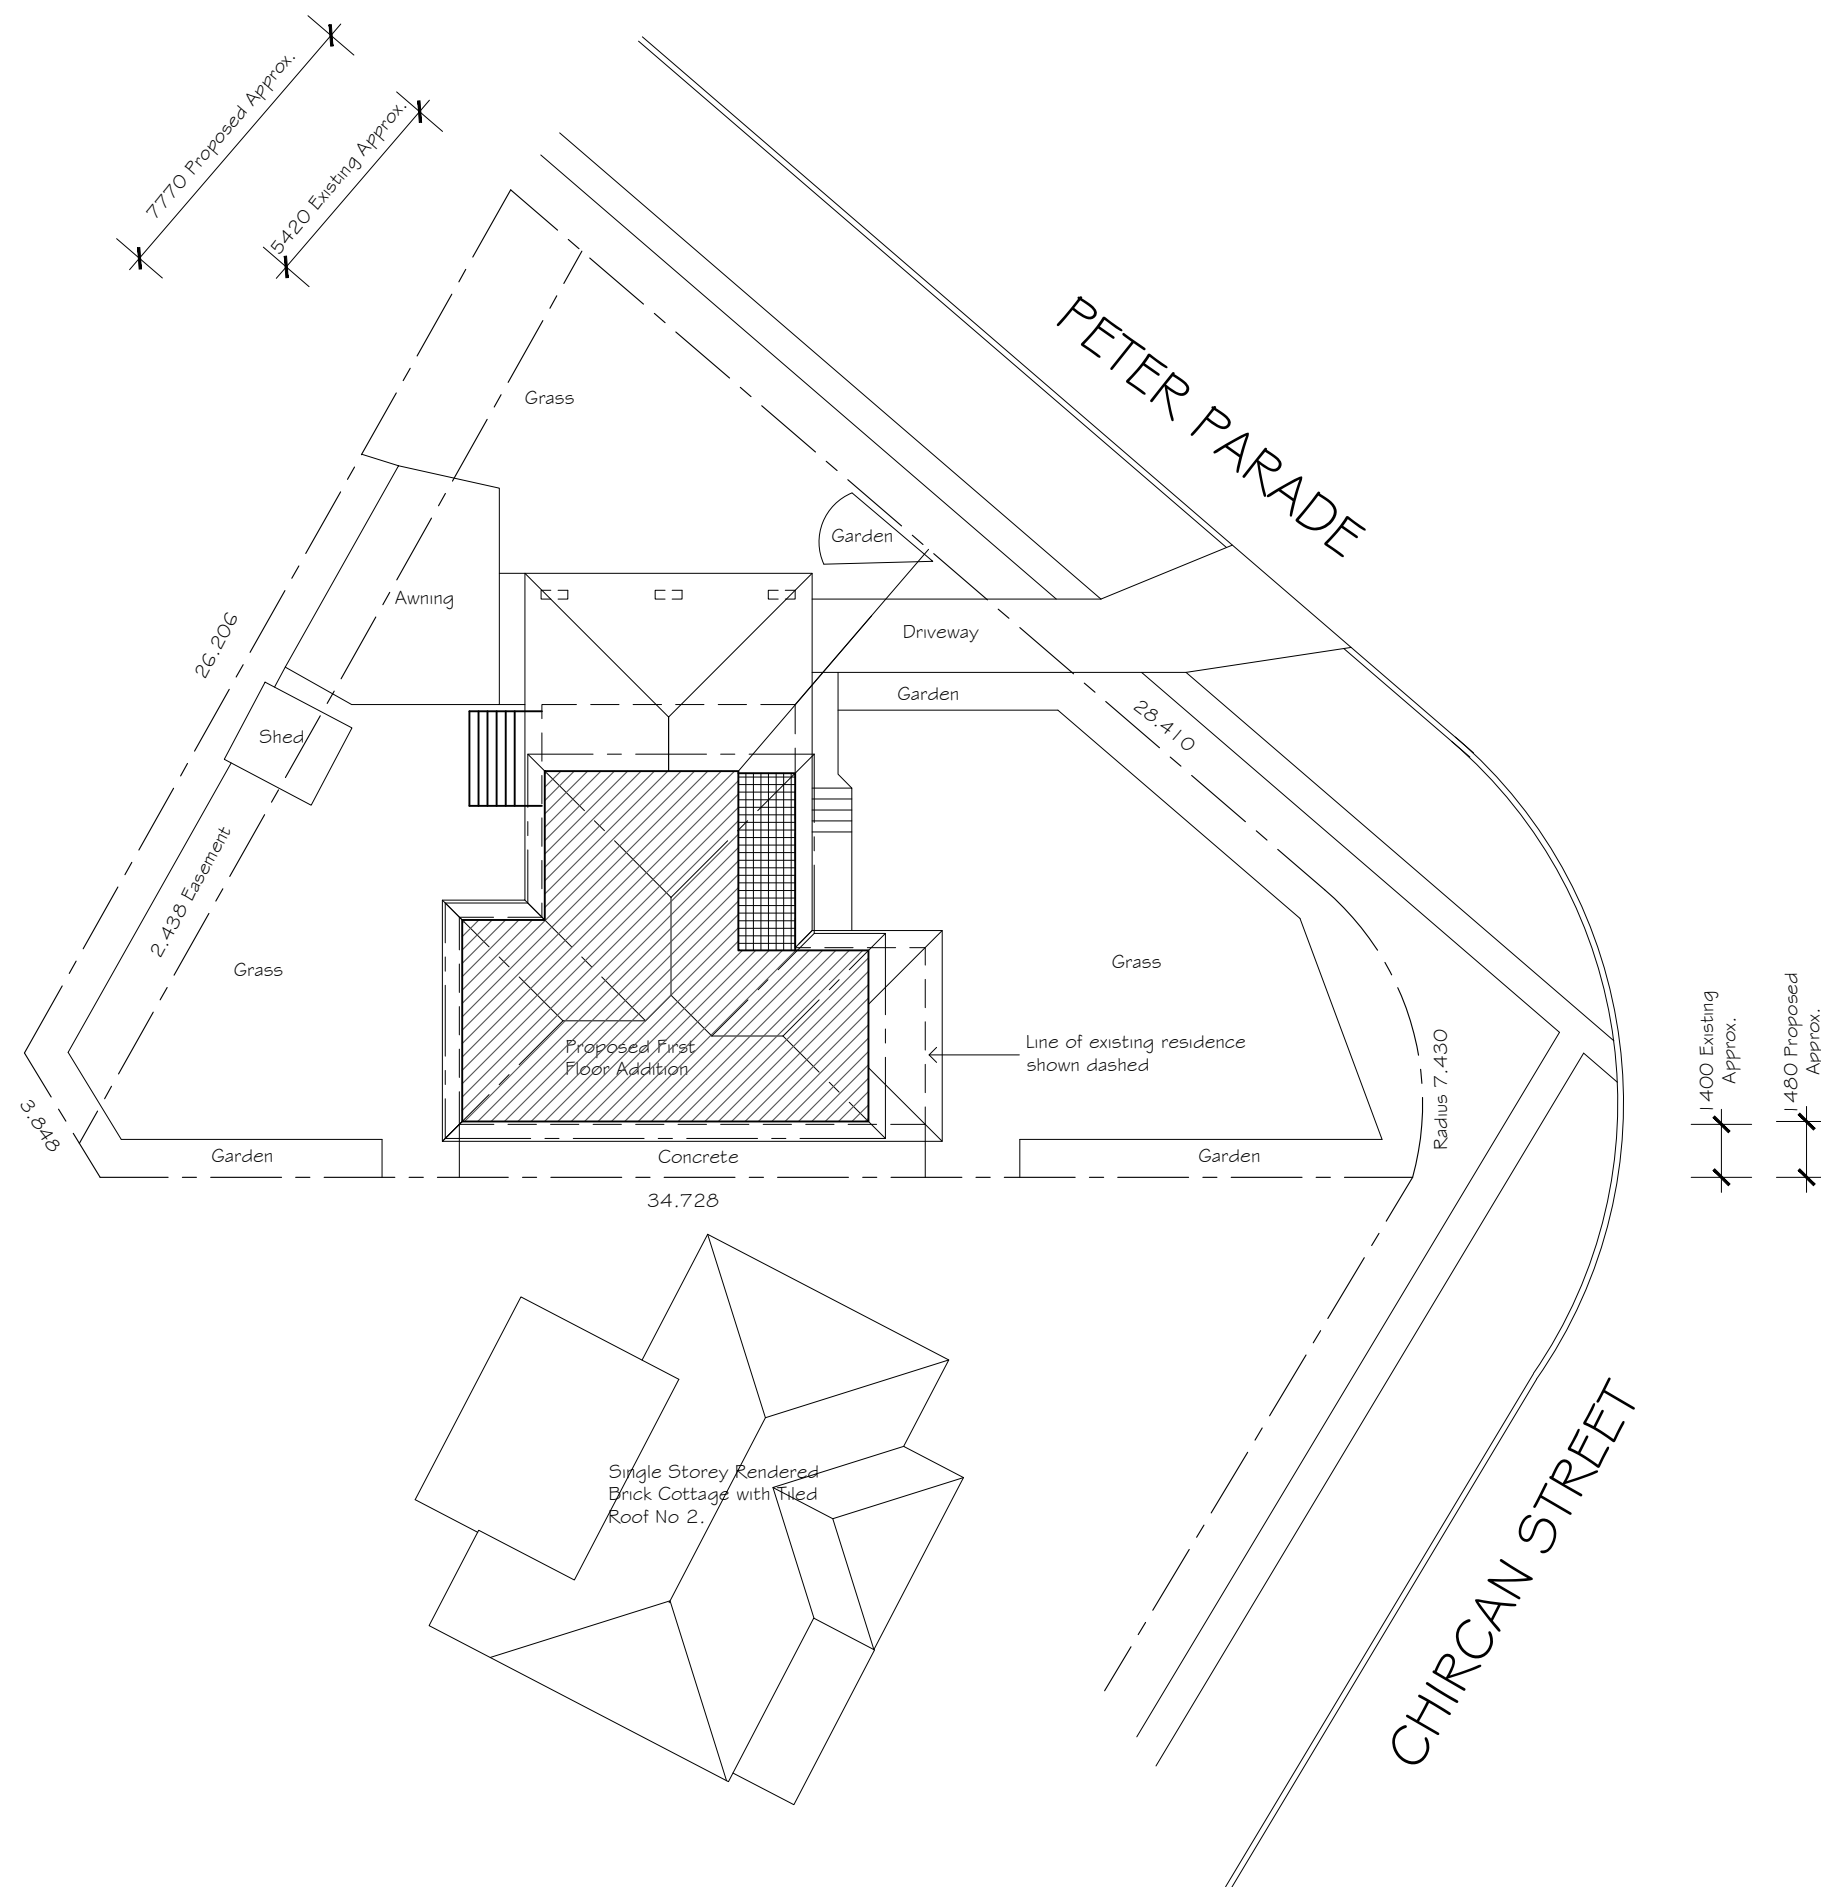 7770 Proposed Approx.
5420 Existing Approx.
PETER PARADE
Grass
Garden
Awning
Driveway
26.206
Garden
28.410
Shed
2.438 Easement
Grass
Grass
1400 Existing
Approx.
1480 Proposed
Approx.
Proposed First
Floor Addition
Line of existing residence
shown dashed
Radius 7.430
3.848
Garden
Concrete
Garden
34.728
Single Storey Rendered
Brick Cottage with Tiled
Roof No 2.
CHIRCAN STREET